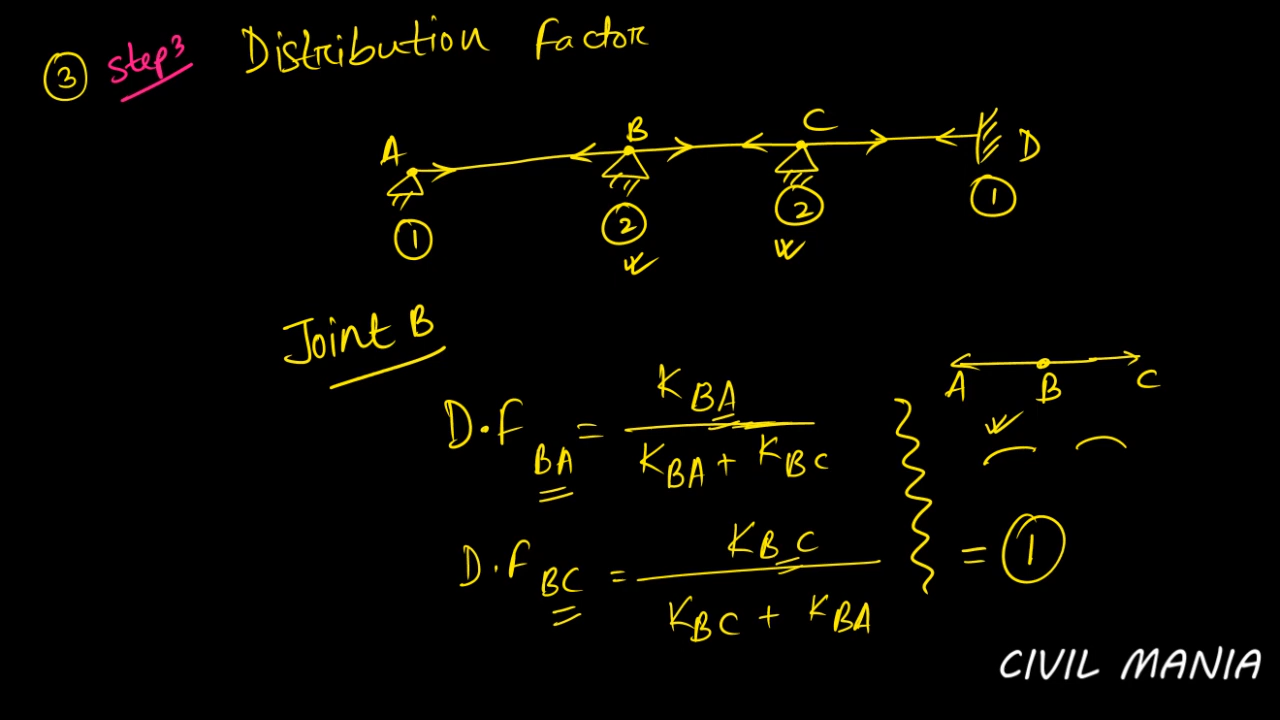 ③ Step3 Distribution factor
A B C D
① ② ② ①
Joint B
D.F BA = K BA / K BA + K BC
A B C
D.F BC = K BC / K BC + K BA = ①
CIVIL MANIA